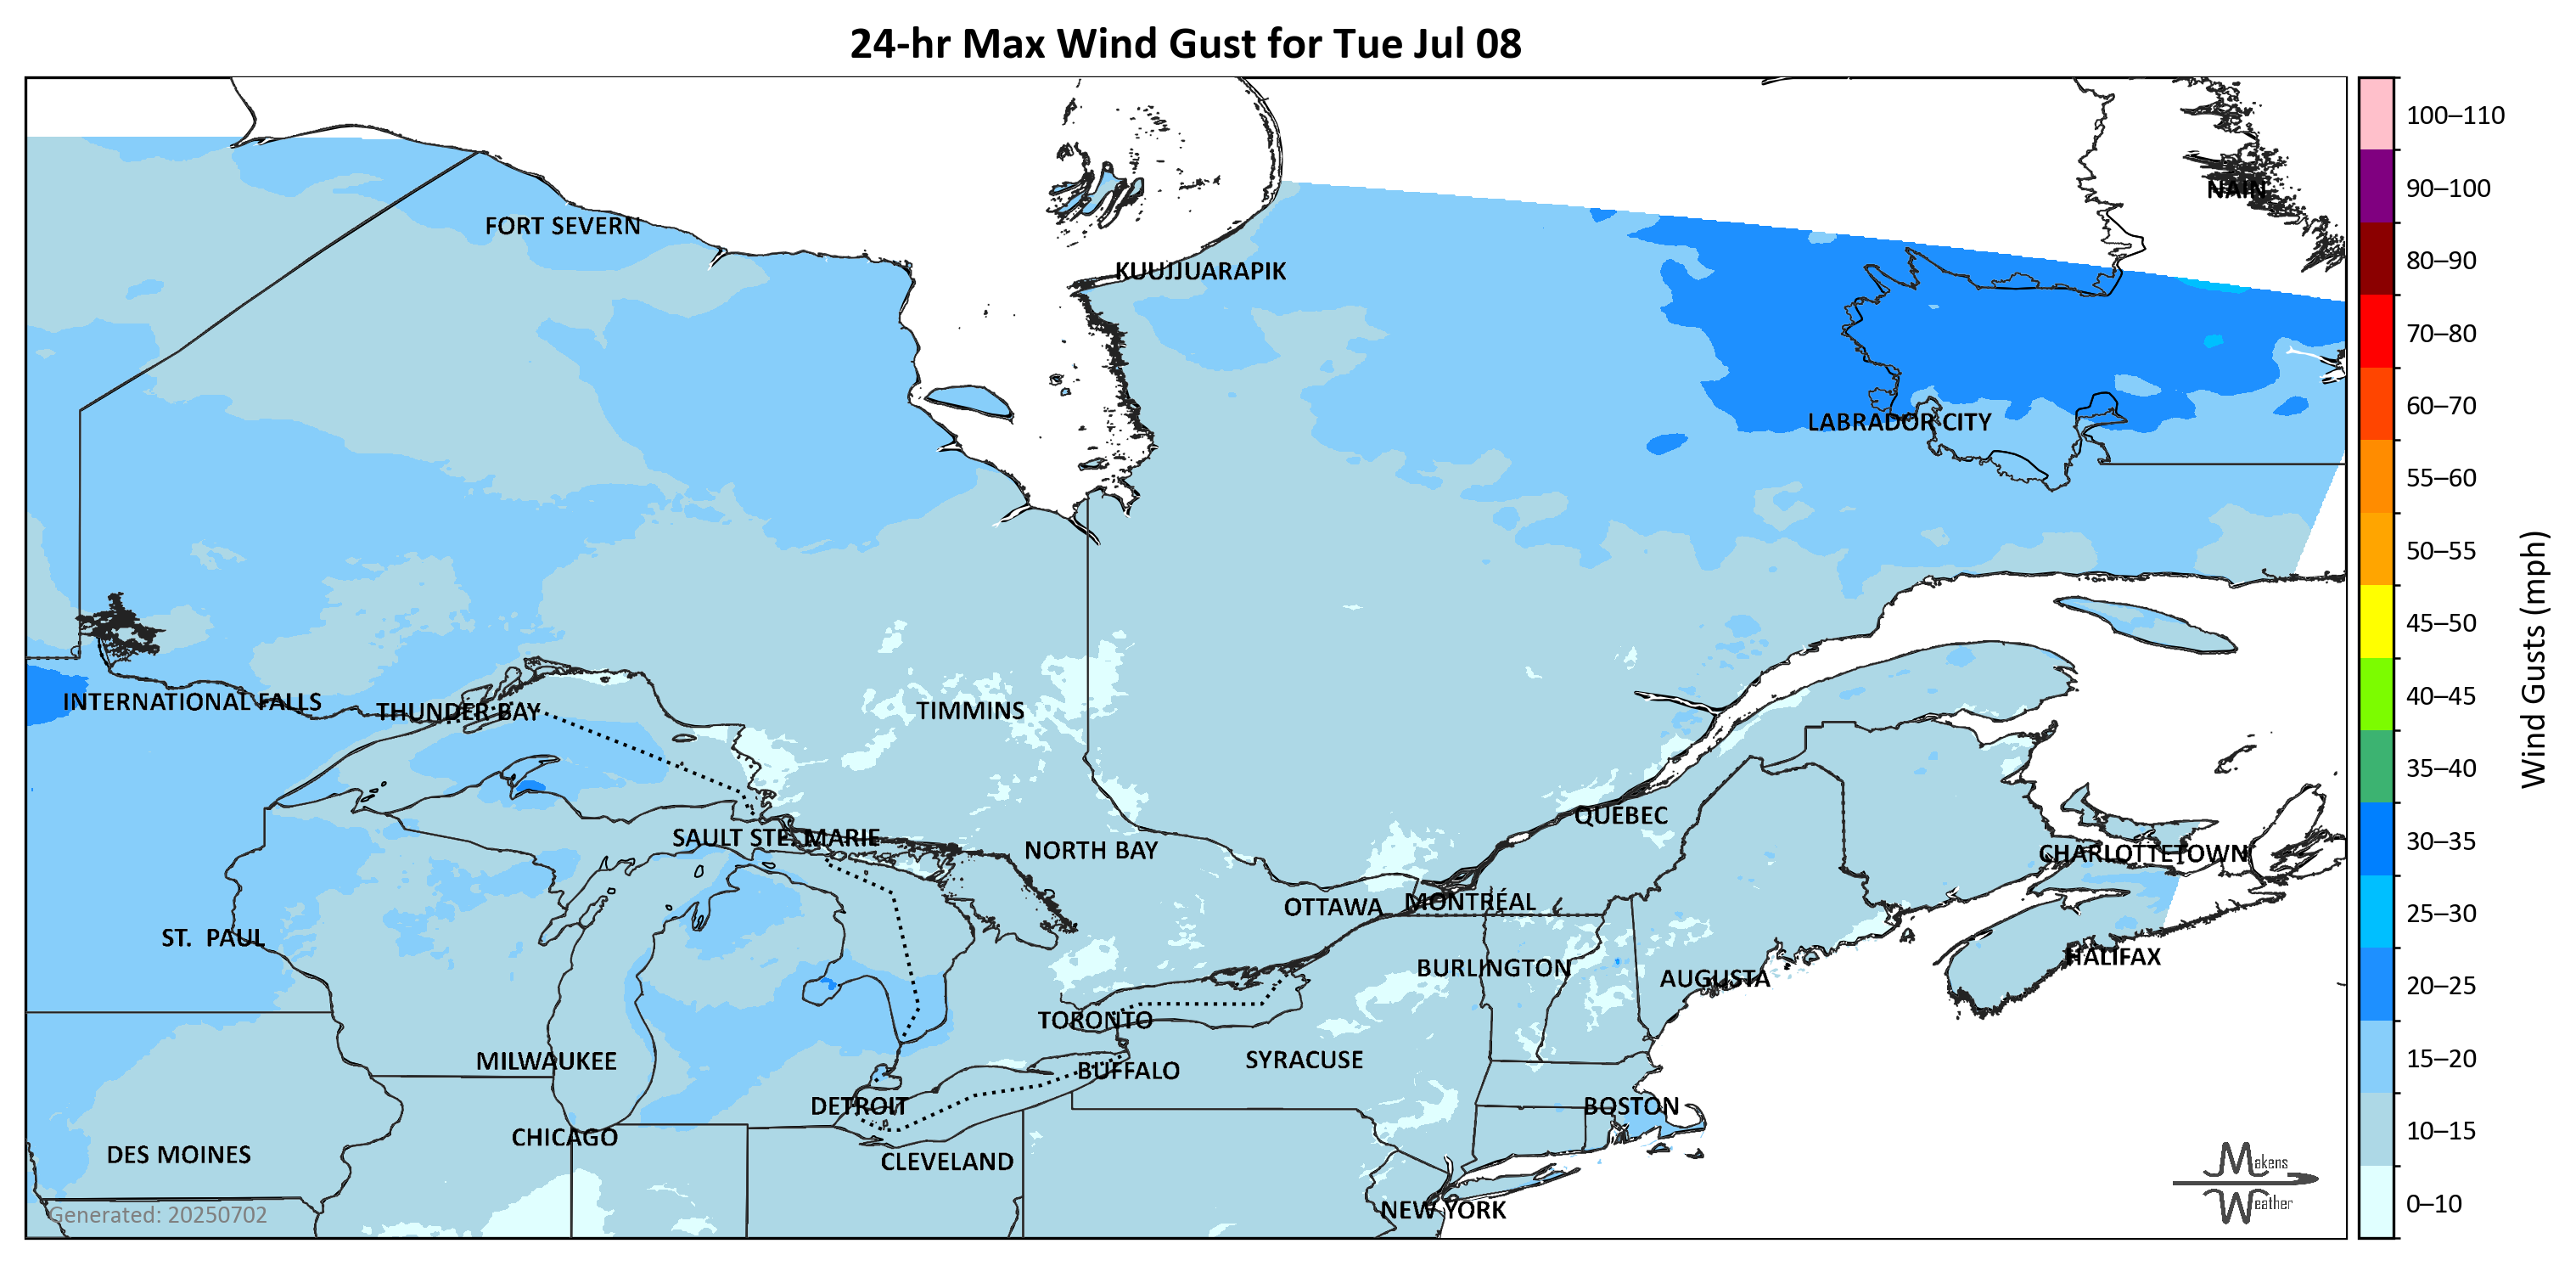 24-hr Max Wind Gust for Tue Jul 08
100–110
90–100
80–90
70–80
60–70
55–60
50–55
45–50
40–45
35–40
30–35
25–30
20–25
15–20
10–15
0–10
Wind Gusts (mph)
NAIN
FORT SEVERN
KUUJJUARAPIK
LABRADOR CITY
INTERNATIONAL FALLS
THUNDER BAY
TIMMINS
QUEBEC
SAULT STE. MARIE
NORTH BAY
CHARLOTTETOWN
OTTAWA
MONTRÉAL
ST.  PAUL
HALIFAX
BURLINGTON
AUGUSTA
TORONTO
MILWAUKEE
SYRACUSE
BUFFALO
DETROIT
BOSTON
CHICAGO
DES MOINES
CLEVELAND
NEW YORK
Generated: 20250702
Makens
Weather